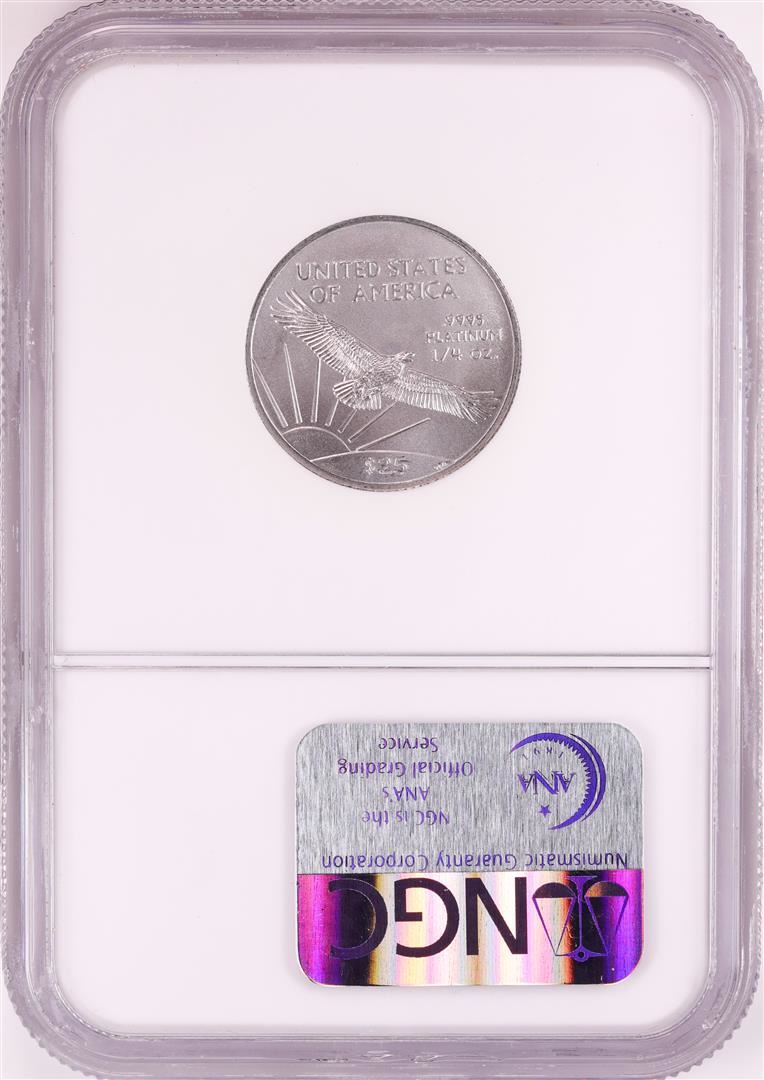 UNITED STATES
OF AMERICA
.9995
PLATINUM
1/4 OZ.
$25
NGC
Numismatic Guaranty Corporation
NGC is the
ANA's
Official Grading
Service
ANA
1891